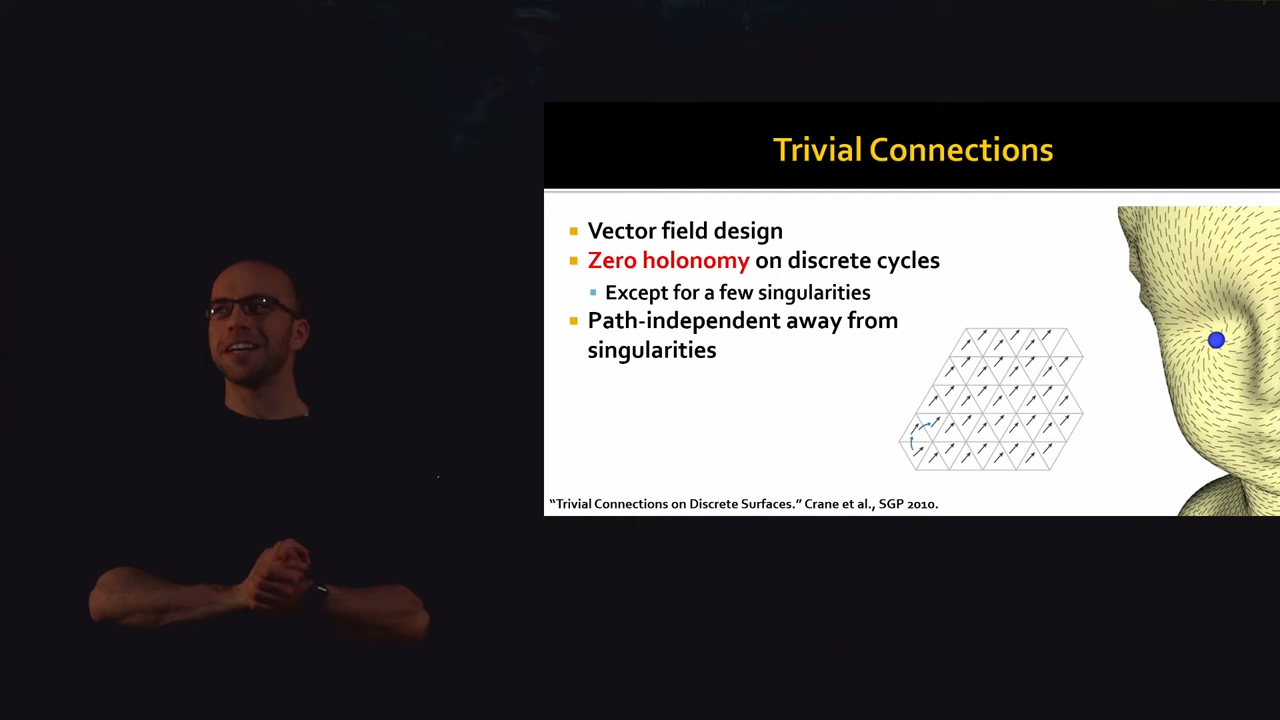 Trivial Connections
Vector field design
Zero holonomy on discrete cycles
Except for a few singularities
Path-independent away from
singularities
“Trivial Connections on Discrete Surfaces.” Crane et al., SGP 2010.